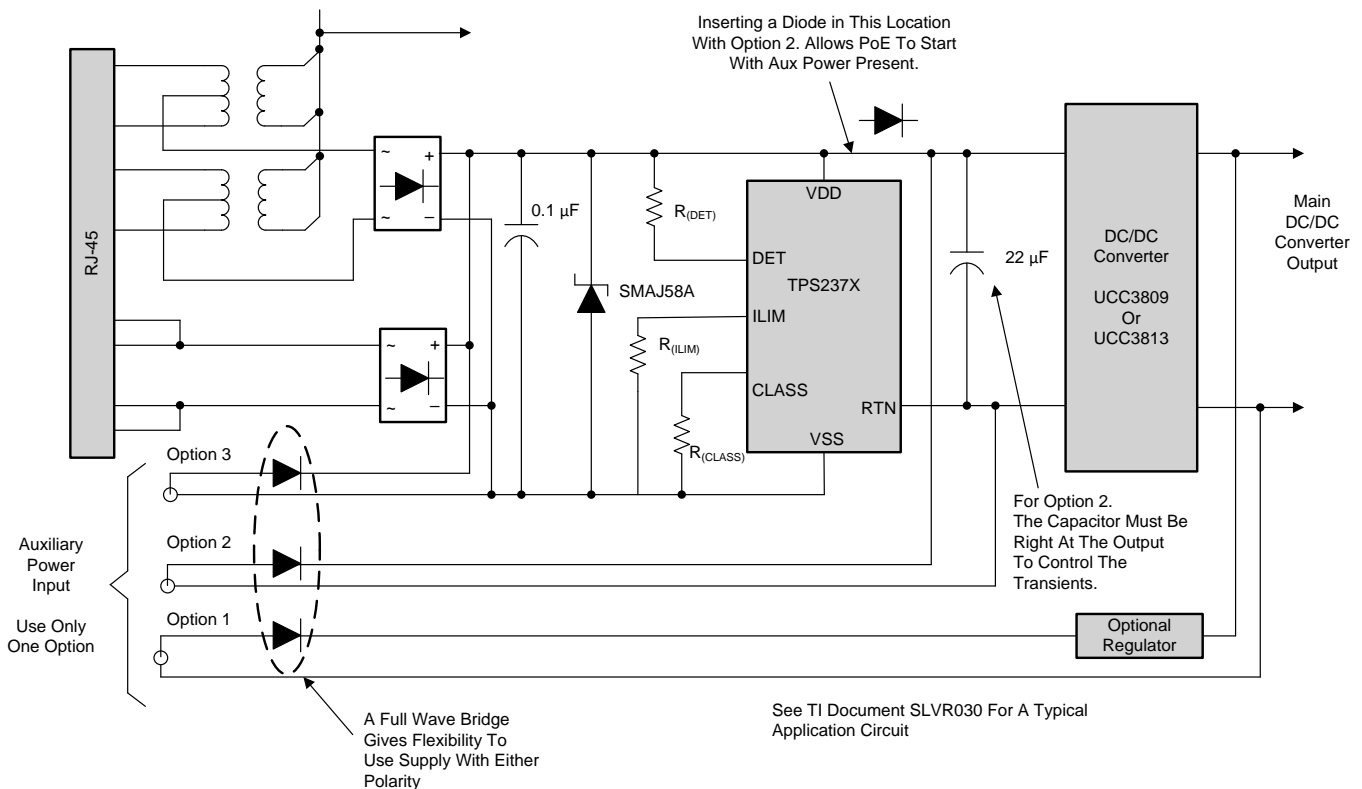 Inserting a Diode in This Location
With Option 2. Allows PoE To Start
With Aux Power Present.
RJ-45
~
+
~
−
0.1 µF
SMAJ58A
R(DET)
R(ILIM)
R(CLASS)
VDD
DET
TPS237X
ILIM
CLASS
RTN
VSS
22 µF
DC/DC
Converter
UCC3809
Or
UCC3813
Main
DC/DC
Converter
Output
~
+
~
−
For Option 2.
The Capacitor Must Be
Right At The Output
To Control The
Transients.
Auxiliary
Power
Input
Use Only
One Option
Option 3
Option 2
Option 1
Optional
Regulator
A Full Wave Bridge
Gives Flexibility To
Use Supply With Either
Polarity
See TI Document SLVR030 For A Typical
Application Circuit